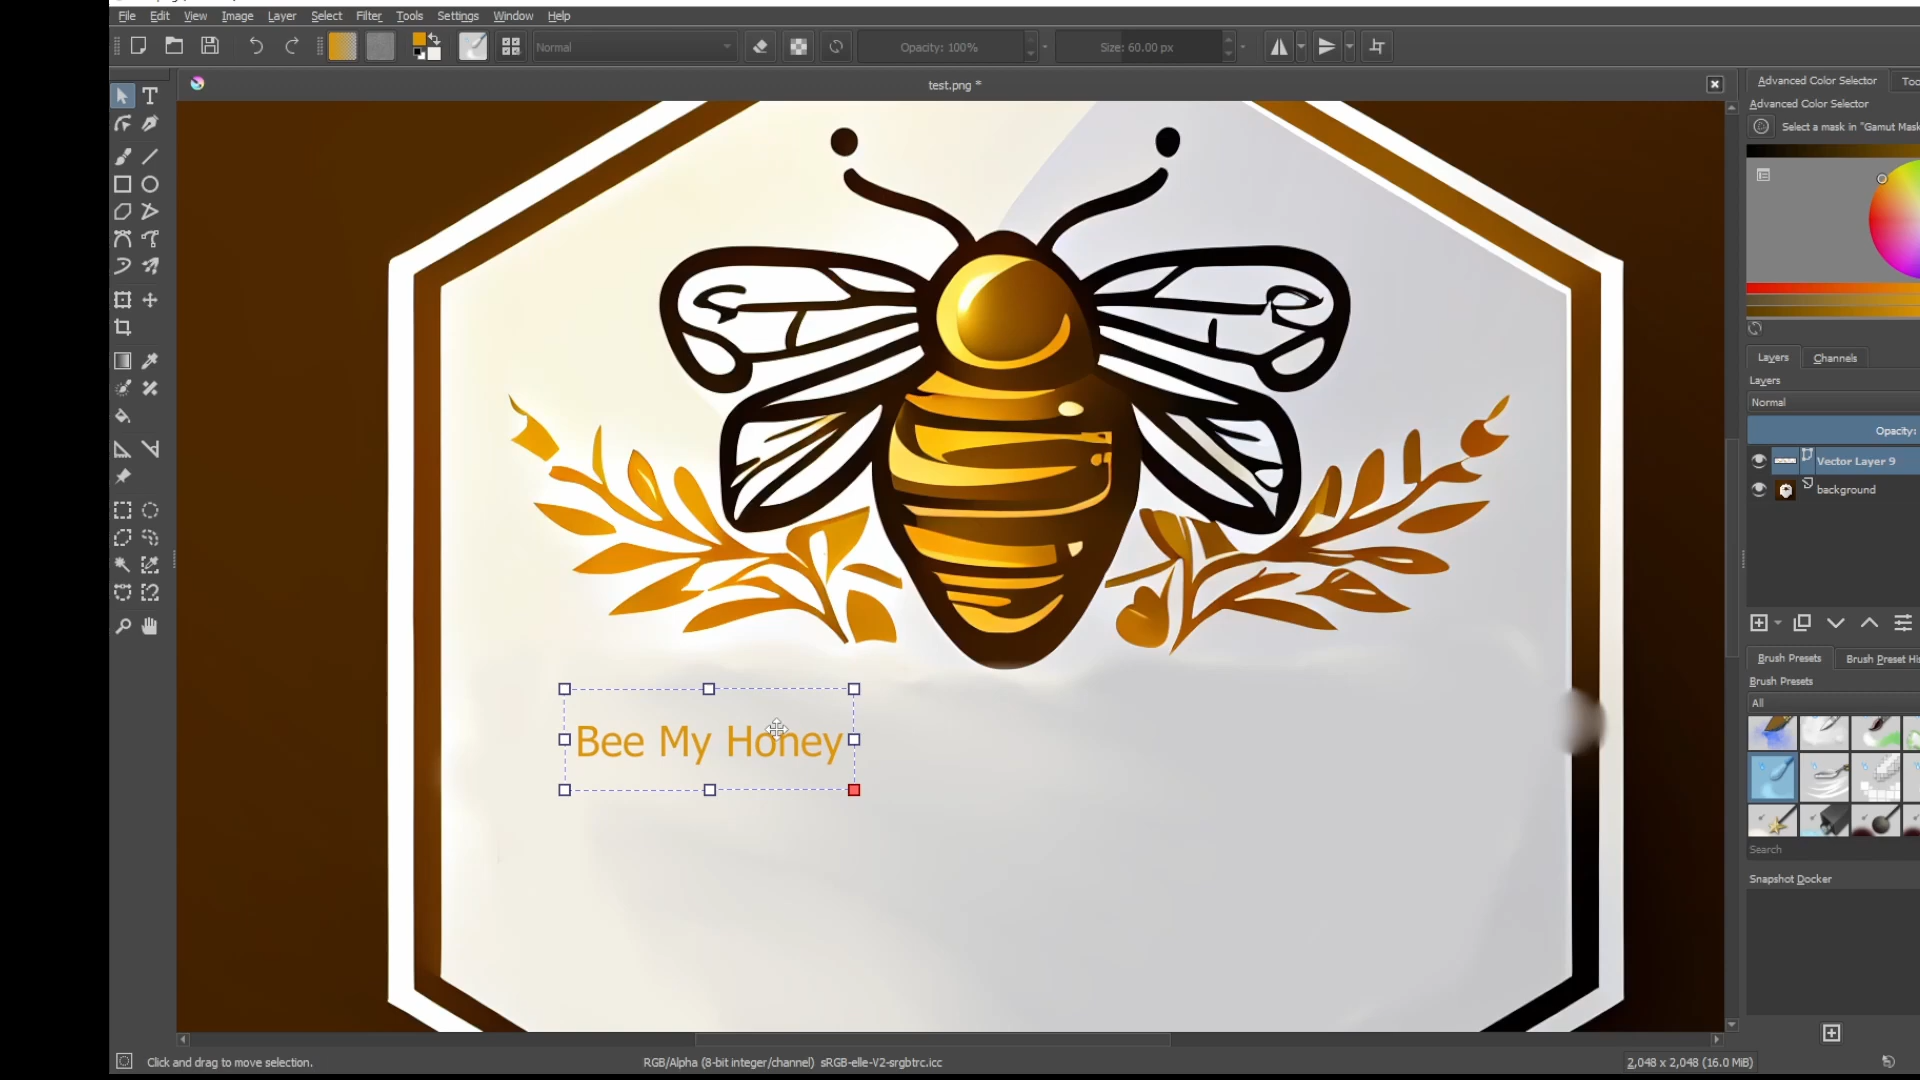 File Edit View Image Layer Select Filter Tools Settings Window Help
Normal
Opacity: 100%
Size: 60.00 px
test.png *
Advanced Color Selector
Advanced Color Selector
Select a mask in "Gamut Mask
Layers Channels
Layers
Normal
Opacity:
Vector Layer 9
background
Bee My Honey
Brush Presets Brush Preset
Brush Presets
All
Search
Snapshot Docker
Click and drag to move selection.
RGB/Alpha (8-bit integer/channel) sRGB-elle-V2-srgbtrc.icc
2,048 x 2,048 (16.0 MiB)